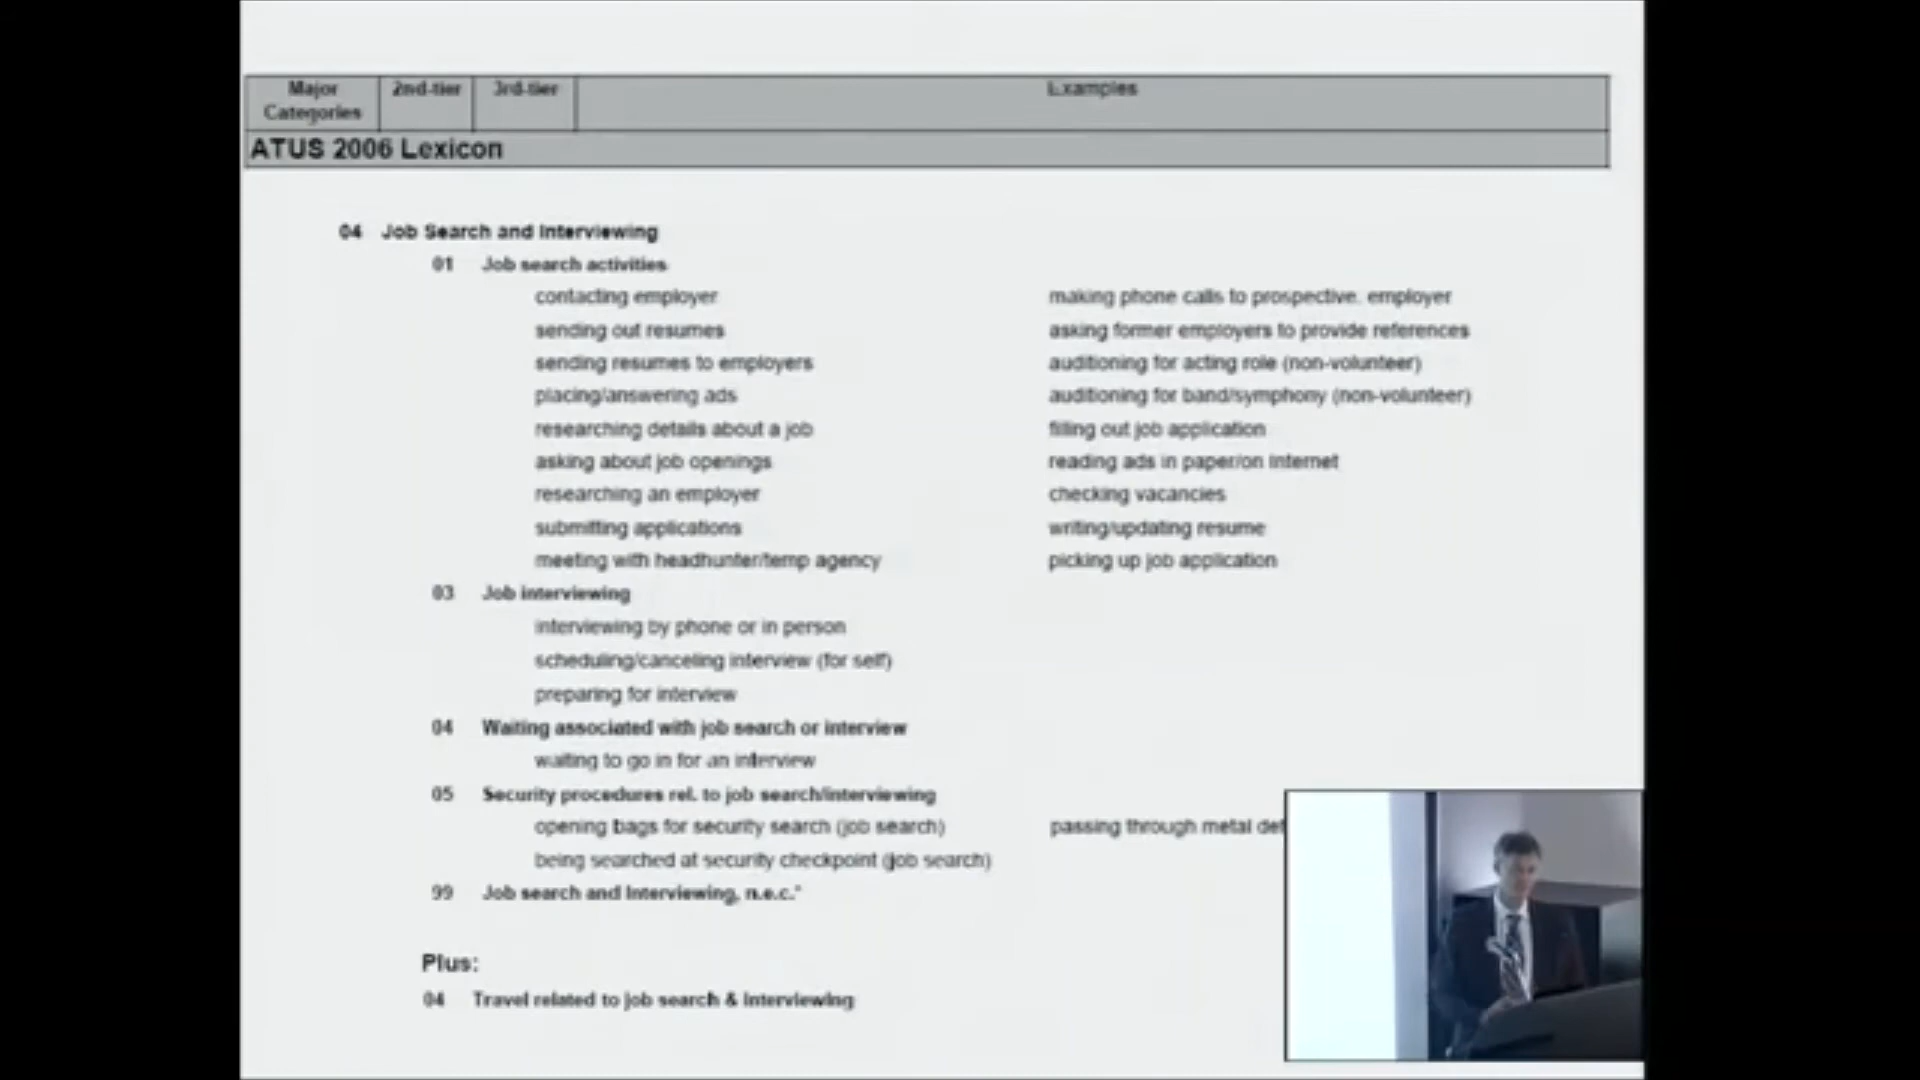 Major Categories 2nd-tier 3rd-tier Examples
ATUS 2006 Lexicon
04 Job Search and Interviewing
01 Job search activities
contacting employer making phone calls to prospective. employer
sending out resumes asking former employers to provide references
sending resumes to employers auditioning for acting role (non-volunteer)
placing/answering ads auditioning for band/symphony (non-volunteer)
researching details about a job filling out job application
asking about job openings reading ads in paper/on Internet
researching an employer checking vacancies
submitting applications writing/updating resume
meeting with headhunter/temp agency picking up job application
03 Job interviewing
interviewing by phone or in person
scheduling/canceling interview (for self)
preparing for interview
04 Waiting associated with job search or interview
waiting to go in for an interview
05 Security procedures rel. to job search/interviewing
opening bags for security search (job search) passing through metal det
being searched at security checkpoint (job search)
99 Job search and Interviewing, n.e.c.*
Plus:
04 Travel related to job search & interviewing